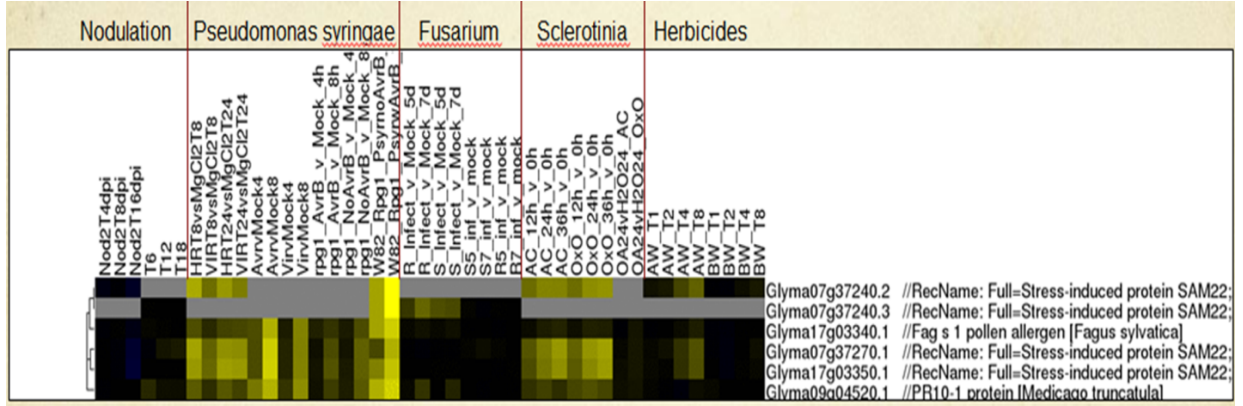 Nodulation Pseudomonas syringae Fusarium Sclerotinia Herbicides
Nod2T4dpi
Nod2T8dpi
Nod2T16dpi
T6
T12
T18
HRT8vsMgCl2T8
VIRT8vsMgCl2T8
HRT24vsMgCl2T24
VIRT24vsMgCl2T24
AvrvMock4
AvrvMock8
VirvMock4
VirvMock8
rpg1_AvrB_v_Mock_4h
rpg1_AvrB_v_Mock_8h
rpg1_NoAvrB_v_Mock_4
rpg1_NoAvrB_v_Mock_8
W82_Rpg1_PsyrnoAvrB_
W82_Rpg1_PsyrwAvrB_
R_Infect_v_Mock_5d
R_Infect_v_Mock_7d
S_Infect_v_Mock_5d
S_Infect_v_Mock_7d
S5_inf_v_mock
S7_inf_v_mock
R5_inf_v_mock
R7_inf_v_mock
AC_12h_v_0h
AC_24h_v_0h
AC_36h_v_0h
OxO_12h_v_0h
OxO_24h_v_0h
OxO_36h_v_0h
OA24vH2O24_AC
OA24vH2O24_OxO
AW_T1
AW_T2
AW_T4
AW_T8
BW_T1
BW_T2
BW_T4
BW_T8
Glyma07g37240.2 //RecName: Full=Stress-induced protein SAM22;
Glyma07g37240.3 //RecName: Full=Stress-induced protein SAM22;
Glyma17g03340.1 //Fag s 1 pollen allergen [Fagus sylvatica]
Glyma07g37270.1 //RecName: Full=Stress-induced protein SAM22;
Glyma17g03350.1 //RecName: Full=Stress-induced protein SAM22;
Glyma09g04520.1 //PR10-1 protein [Medicago truncatula]